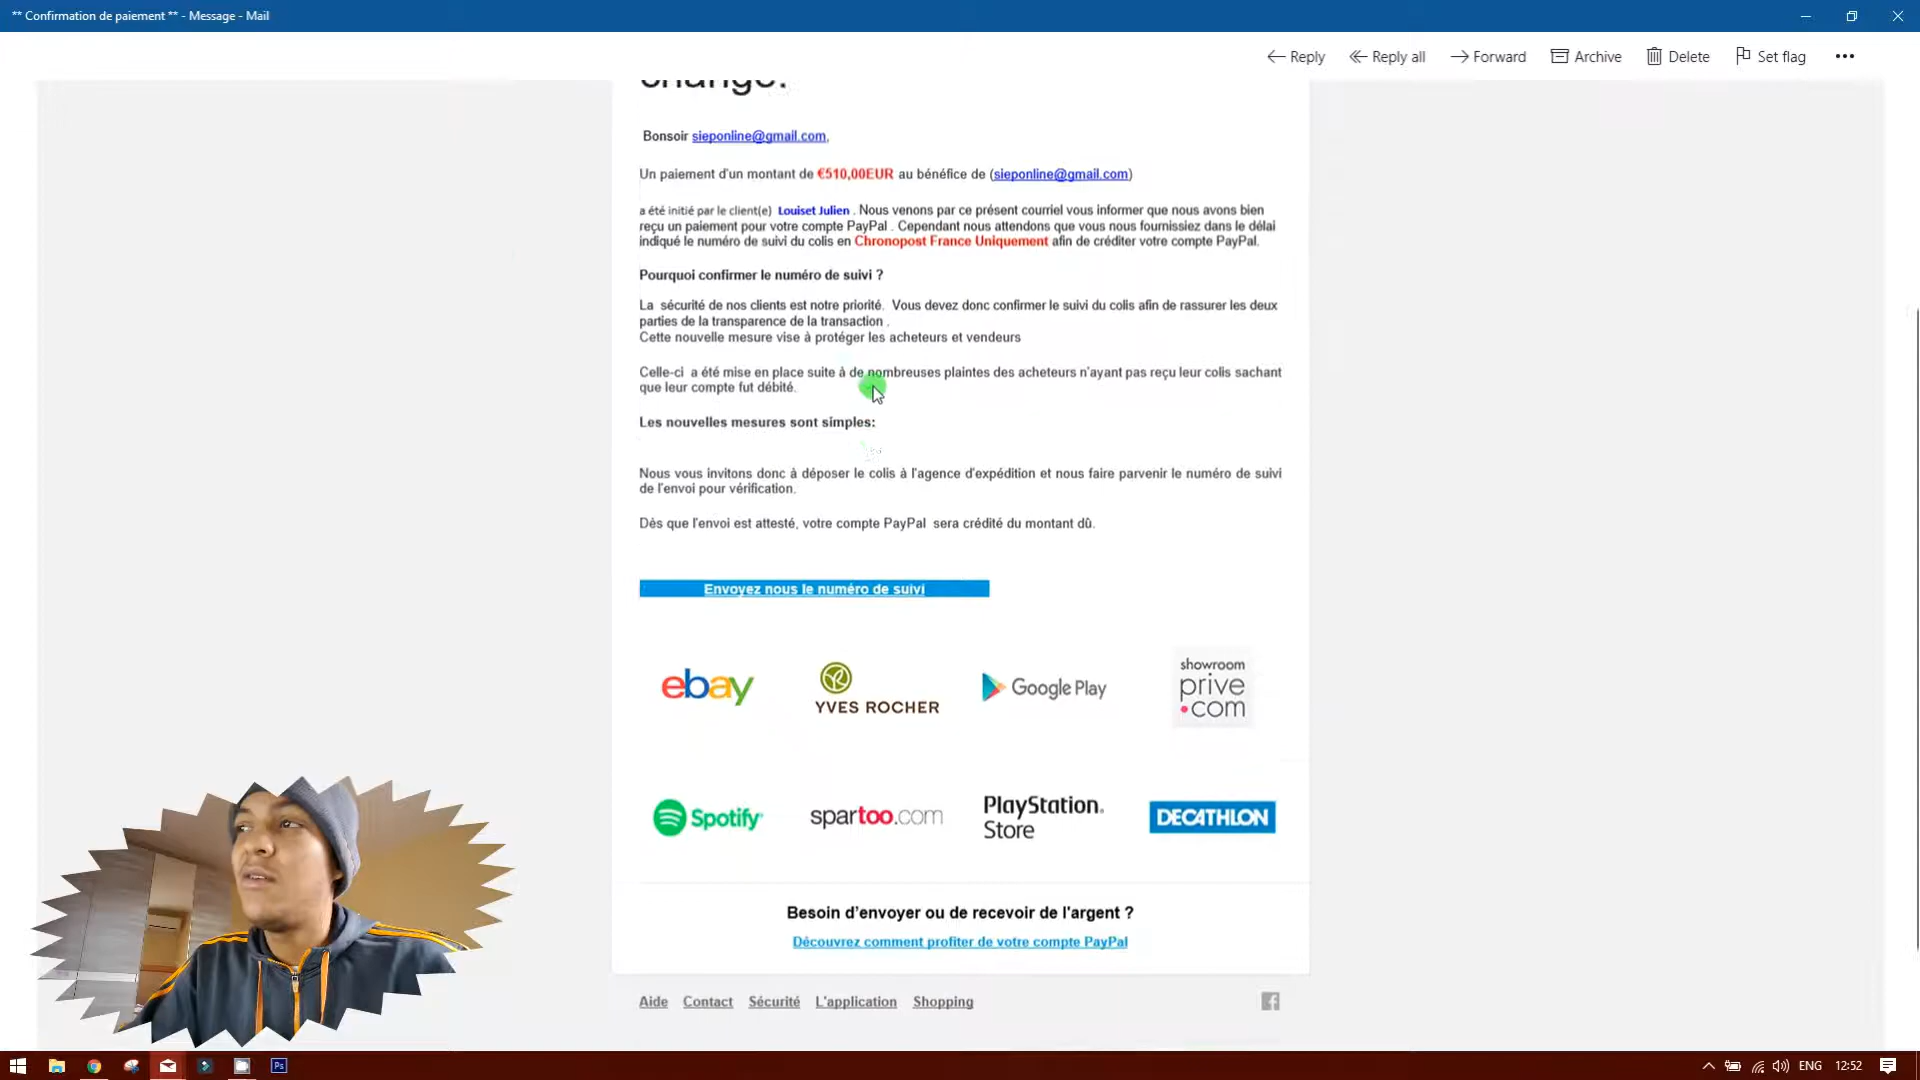 ** Confirmation de paiement ** - Message - Mail
Reply
Reply all
Forward
Archive
Delete
Set flag
change.
Bonsoir sieponline@gmail.com,
Un paiement d'un montant de €510,00EUR au bénéfice de (sieponline@gmail.com)
a été initié par le client(e) Louiset Julien . Nous venons par ce présent courriel vous informer que nous avons bien
reçu un paiement pour votre compte PayPal . Cependant nous attendons que vous nous fournissiez dans le délai
indiqué le numéro de suivi du colis en Chronopost France Uniquement afin de créditer votre compte PayPal.
Pourquoi confirmer le numéro de suivi ?
La sécurité de nos clients est notre priorité. Vous devez donc confirmer le suivi du colis afin de rassurer les deux
parties de la transparence de la transaction .
Cette nouvelle mesure vise à protéger les acheteurs et vendeurs
Celle-ci a été mise en place suite à de nombreuses plaintes des acheteurs n'ayant pas reçu leur colis sachant
que leur compte fut débité.
Les nouvelles mesures sont simples:
Nous vous invitons donc à déposer le colis à l'agence d'expédition et nous faire parvenir le numéro de suivi
de l'envoi pour vérification.
Dès que l'envoi est attesté, votre compte PayPal sera crédité du montant dû.
Envoyez nous le numéro de suivi
ebay
YVES ROCHER
Google Play
showroom
prive
.com
Spotify
spartoo.com
PlayStation.
Store
DECATHLON
Besoin d'envoyer ou de recevoir de l'argent ?
Découvrez comment profiter de votre compte PayPal
Aide Contact Sécurité L'application Shopping
Ps
ENG
12:52